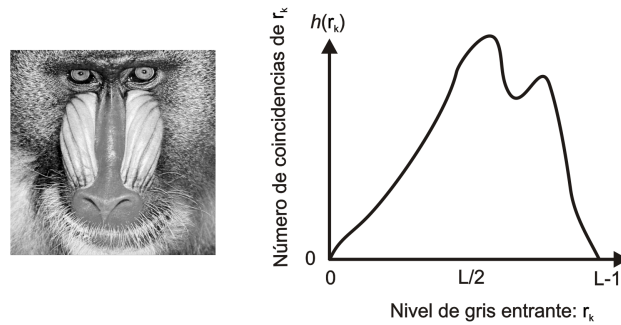 h(rₖ)
Número de coincidencias de rₖ
0
0
L/2
L-1
Nivel de gris entrante: rₖ